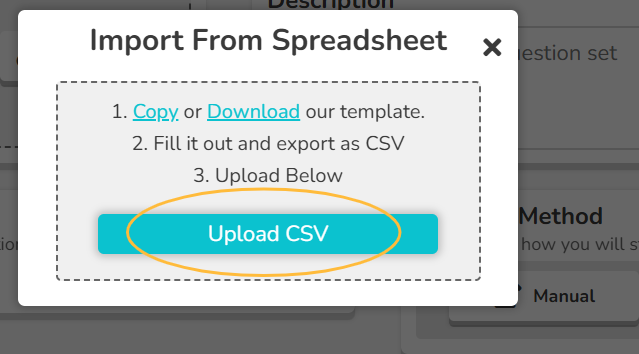 Description
Import From Spreadsheet
estion set
1. Copy or Download our template.
2. Fill it out and export as CSV
3. Upload Below
Upload CSV
Method
how you will s
Manual